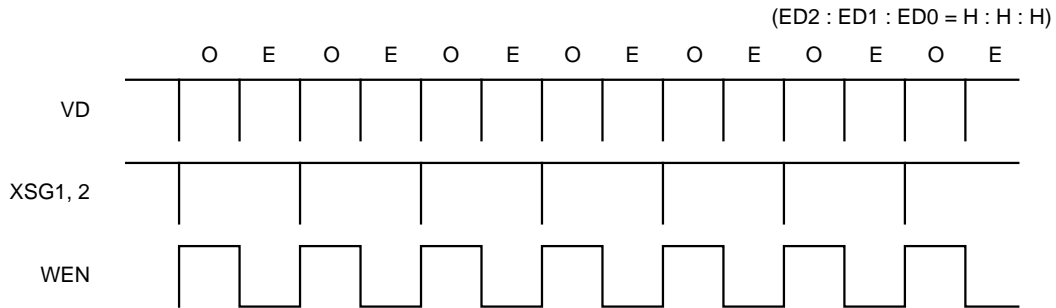 (ED2 : ED1 : ED0 = H : H : H)
O E O E O E O E O E O E O E
VD
XSG1, 2
WEN